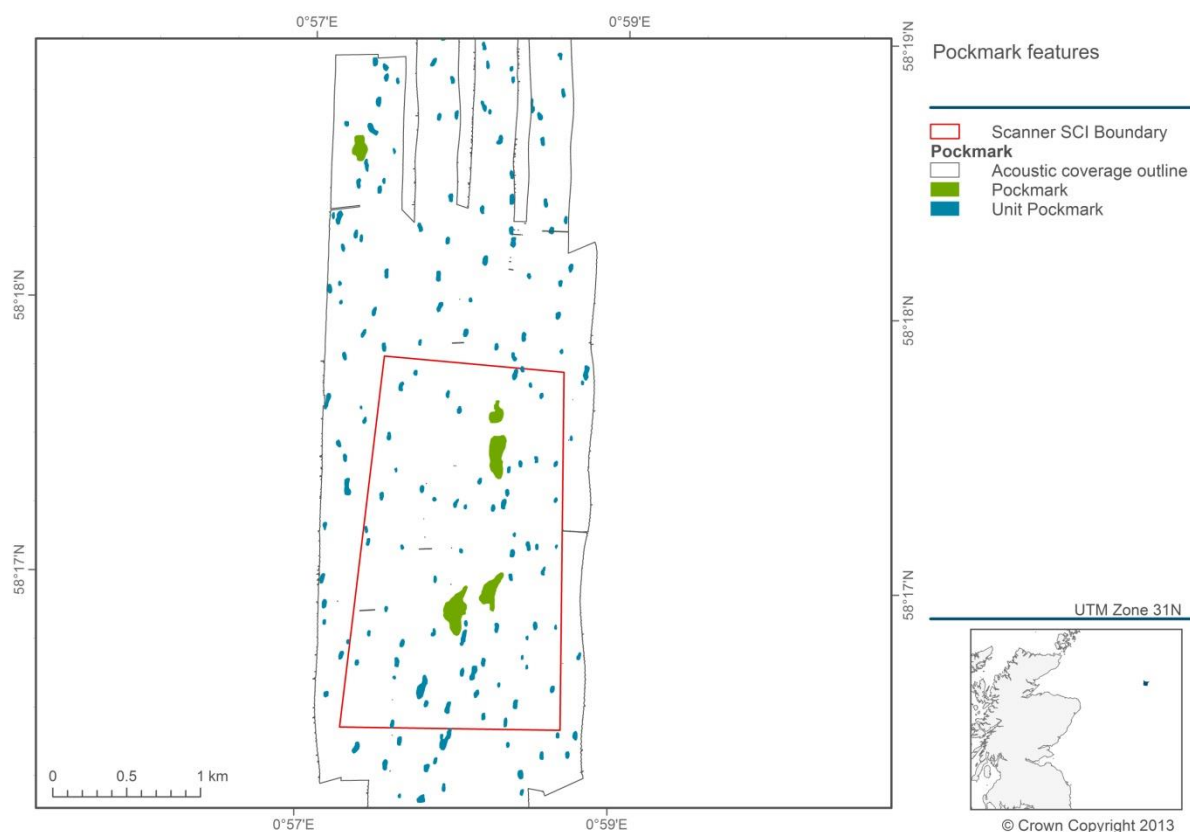 0°57'E
0°59'E
58°19'N
Pockmark features
Scanner SCI Boundary
Pockmark
Acoustic coverage outline
Pockmark
Unit Pockmark
58°18'N
58°18'N
58°17'N
58°17'N
UTM Zone 31N
0 0.5 1 km
0°57'E
0°59'E
© Crown Copyright 2013